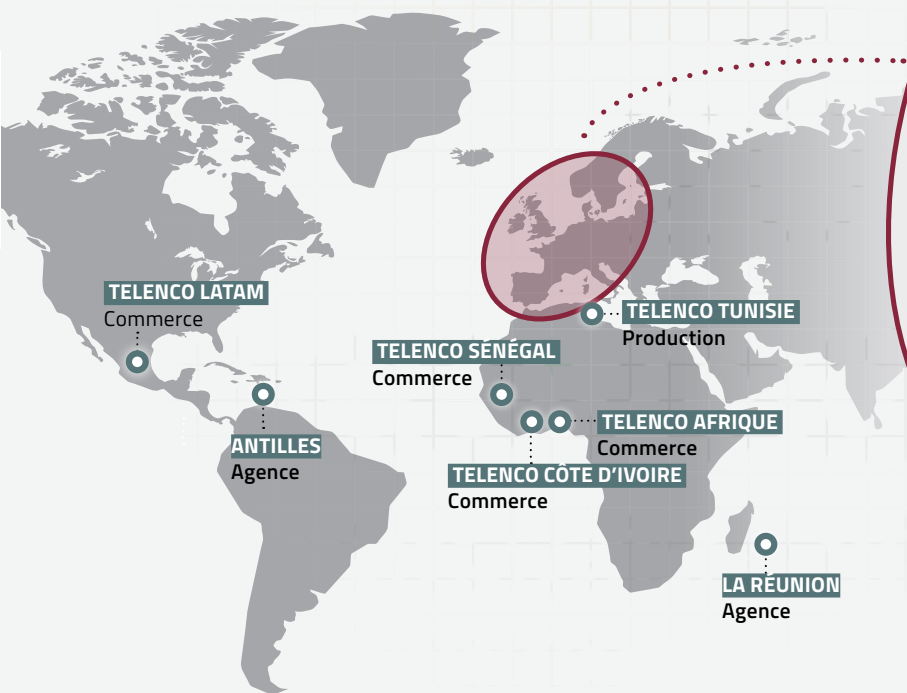 TELENCO LATAM
Commerce
TELENCO TUNISIE
Production
TELENCO SÉNÉGAL
Commerce
TELENCO AFRIQUE
Commerce
ANTILLES
Agence
TELENCO CÔTE D'IVOIRE
Commerce
LA RÉUNION
Agence